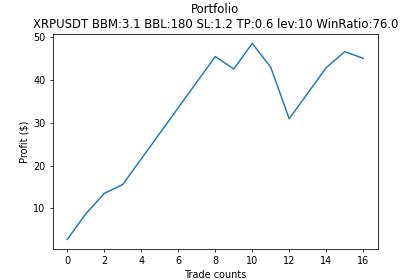 Portfolio
XRPUSDT BBM:3.1 BBL:180 SL:1.2 TP:0.6 lev:10 WinRatio:76.0
50
40
30
20
10
Profit ($)
0 2 4 6 8 10 12 14 16
Trade counts